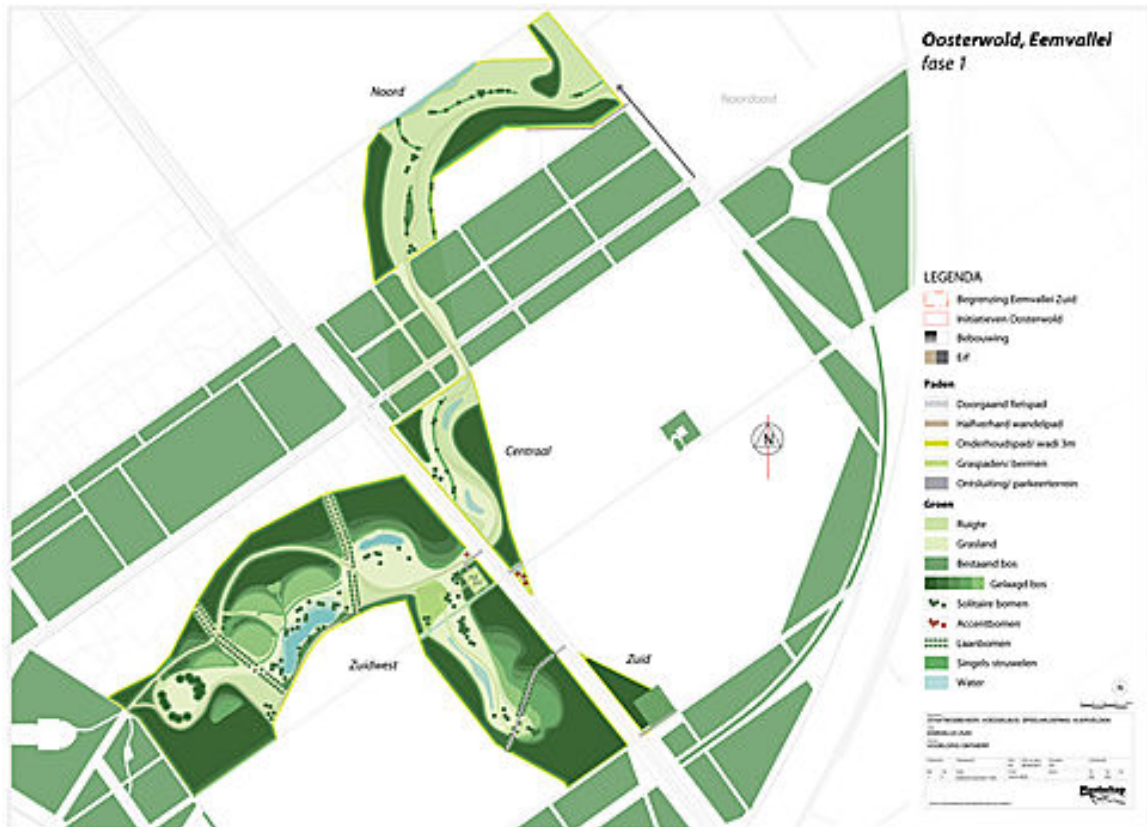 Oosterwold, Eemvallei
fase 1
Noord
Noordoost
LEGENDA
Begrenzing Eemvallei Zuid
Initiatieven Oosterwold
Bebouwing
Erf
Paden
Doorgaand fietspad
Halfverhard wandelpad
Onderhoudspad/ wadi 3m
Graspaden/ bermen
Ontsluiting/ parkeerterrein
Groen
Ruigte
Grasland
Bestaand bos
Gelaagd bos
Solitaire bomen
Accentbomen
Laanbomen
Singels struwelen
Water
Centraal
N
Zuidwest
Zuid